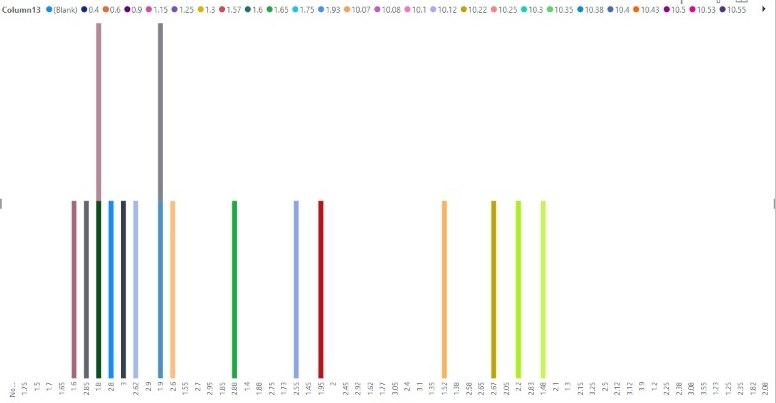 Column13 (Blank) 0.4 0.6 0.9 1.15 1.25 1.3 1.57 1.6 1.65 1.75 1.93 10.07 10.08 10.1 10.12 10.22 10.25 10.3 10.35 10.38 10.4 10.43 10.5 10.53 10.55
Ne... 1.75 1.5 1.7 1.65 1.6 2.85 1.8 2.8 3 2.62 2.9 1.9 2.6 1.55 2.7 2.95 1.85 2.88 1.4 1.88 2.75 1.73 2.55 1.45 1.95 2 2.45 2.92 1.62 1.77 3.05 2.4 3.1 1.35 1.52 1.38 2.58 2.65 2.67 2.05 2.2 2.83 1.48 2.1 1.3 2.15 3.25 2.5 2.12 3.12 3.9 1.2 2.25 2.38 3.08 3.55 1.23 1.25 2.35 1.82 2.08